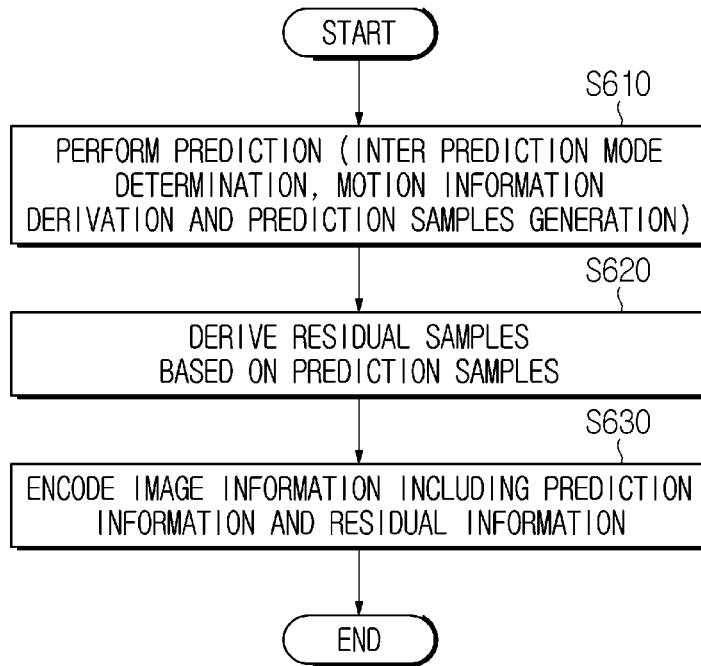 START
S610
PERFORM PREDICTION (INTER PREDICTION MODE
DETERMINATION, MOTION INFORMATION
DERIVATION AND PREDICTION SAMPLES GENERATION)
S620
DERIVE RESIDUAL SAMPLES
BASED ON PREDICTION SAMPLES
S630
ENCODE IMAGE INFORMATION INCLUDING PREDICTION
INFORMATION AND RESIDUAL INFORMATION
END